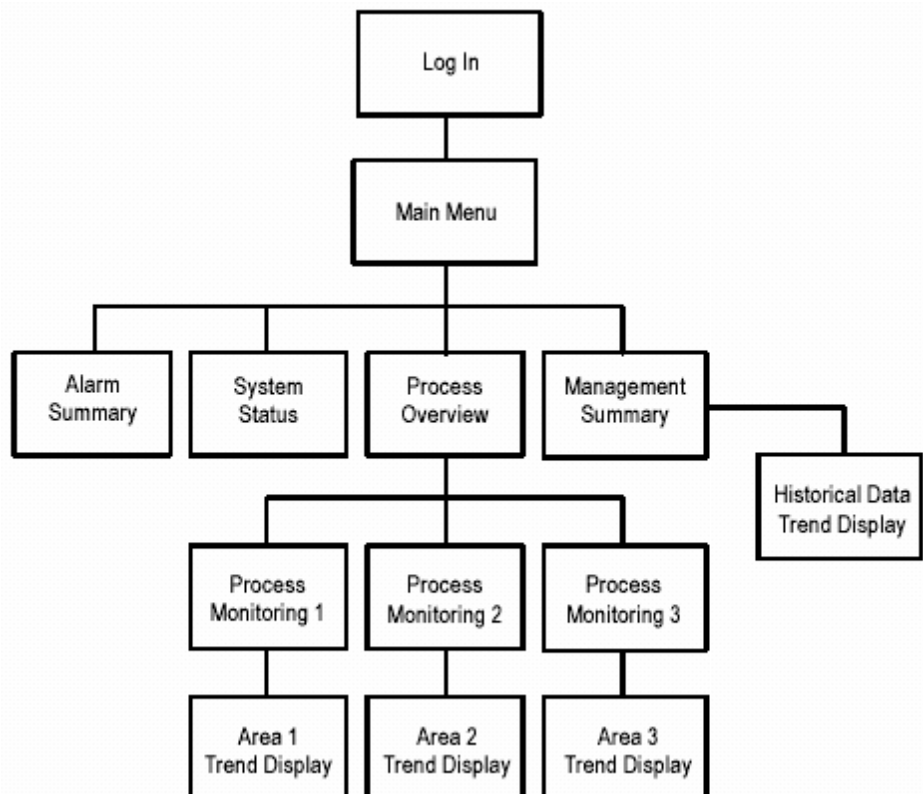 Log In
Main Menu
Alarm
Summary
System
Status
Process
Overview
Management
Summary
Historical Data
Trend Display
Process
Monitoring 1
Process
Monitoring 2
Process
Monitoring 3
Area 1
Trend Display
Area 2
Trend Display
Area 3
Trend Display